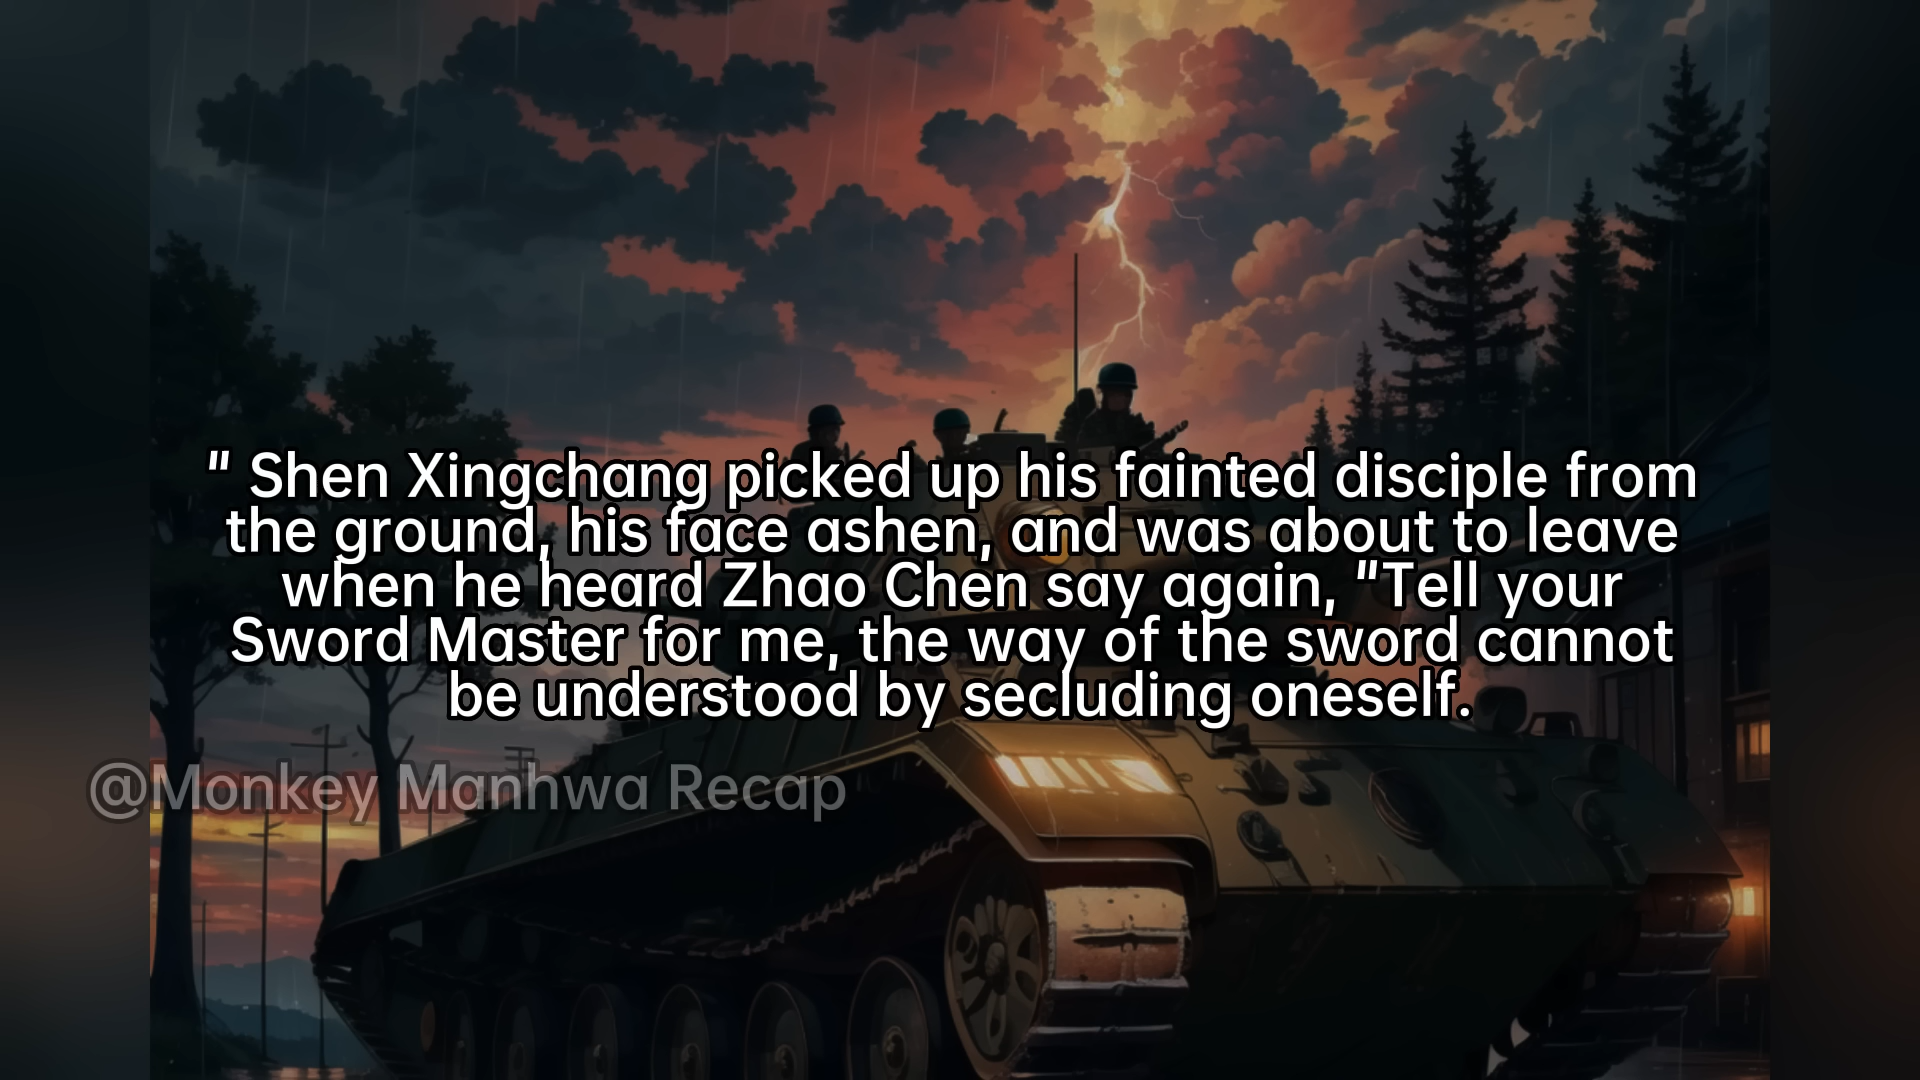 " Shen Xingchang picked up his fainted disciple from
the ground, his face ashen, and was about to leave
when he heard Zhao Chen say again, "Tell your
Sword Master for me, the way of the sword cannot
be understood by secluding oneself.
@Monkey Manhwa Recap